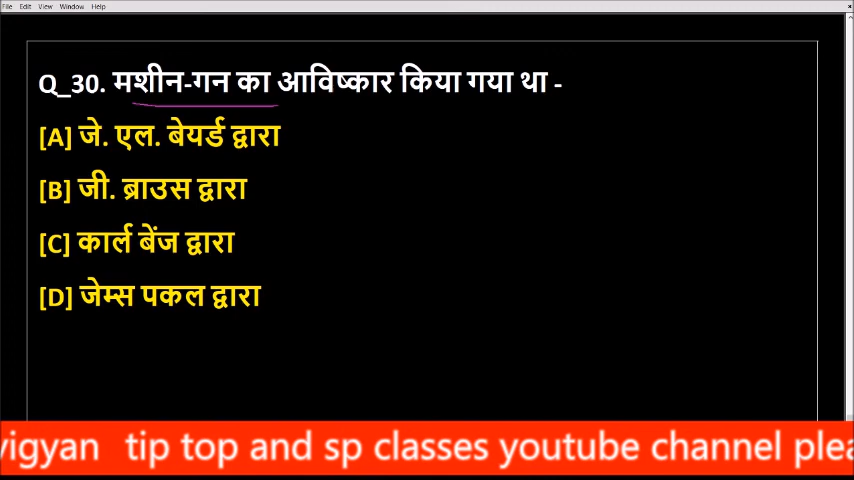 File Edit View Window Help
Q_30. मशीन-गन का आविष्कार किया गया था -
[A] जे. एल. बेयर्ड द्वारा
[B] जी. ब्राउस द्वारा
[C] कार्ल बेंज द्वारा
[D] जेम्स पकल द्वारा
vigyan tip top and sp classes youtube channel plea